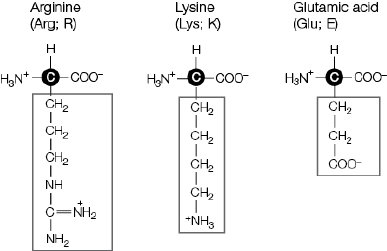 Arginine
(Arg; R)
H
H₃N⁺
C
COO⁻
CH₂
CH₂
CH₂
NH
C=NH₂
+
NH₂
Lysine
(Lys; K)
H
H₃N⁺
C
COO⁻
CH₂
CH₂
CH₂
CH₂
⁺NH₃
Glutamic acid
(Glu; E)
H
H₃N⁺
C
COO⁻
CH₂
CH₂
COO⁻